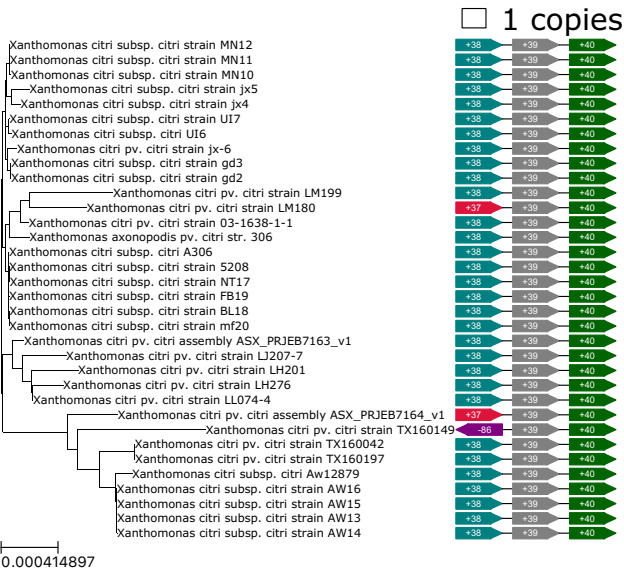 1 copies
Xanthomonas citri subsp. citri strain MN12 +38 +39 +40
Xanthomonas citri subsp. citri strain MN11 +38 +39 +40
Xanthomonas citri subsp. citri strain MN10 +38 +39 +40
Xanthomonas citri subsp. citri strain jx5 +38 +39 +40
Xanthomonas citri subsp. citri strain jx4 +38 +39 +40
Xanthomonas citri subsp. citri strain UI7 +38 +39 +40
Xanthomonas citri subsp. citri UI6 +38 +39 +40
Xanthomonas citri pv. citri strain jx-6 +38 +39 +40
Xanthomonas citri subsp. citri strain gd3 +38 +39 +40
Xanthomonas citri subsp. citri strain gd2 +38 +39 +40
Xanthomonas citri pv. citri strain LM199 +38 +39 +40
Xanthomonas citri pv. citri strain LM180 +37 +39 +40
Xanthomonas citri pv. citri strain 03-1638-1-1 +38 +39 +40
Xanthomonas axonopodis pv. citri str. 306 +38 +39 +40
Xanthomonas citri subsp. citri A306 +38 +39 +40
Xanthomonas citri subsp. citri strain 5208 +38 +39 +40
Xanthomonas citri subsp. citri strain NT17 +38 +39 +40
Xanthomonas citri subsp. citri strain FB19 +38 +39 +40
Xanthomonas citri subsp. citri strain BL18 +38 +39 +40
Xanthomonas citri subsp. citri strain mf20 +38 +39 +40
Xanthomonas citri pv. citri assembly ASX_PRJEB7163_v1 +38 +39 +40
Xanthomonas citri pv. citri strain LJ207-7 +38 +39 +40
Xanthomonas citri pv. citri strain LH201 +38 +39 +40
Xanthomonas citri pv. citri strain LH276 +38 +39 +40
Xanthomonas citri pv. citri strain LL074-4 +38 +39 +40
Xanthomonas citri pv. citri assembly ASX_PRJEB7164_v1 +37 +39 +40
Xanthomonas citri pv. citri strain TX160149 -86 +39 +40
Xanthomonas citri pv. citri strain TX160042 +38 +39 +40
Xanthomonas citri pv. citri strain TX160197 +38 +39 +40
Xanthomonas citri subsp. citri Aw12879 +38 +39 +40
Xanthomonas citri subsp. citri strain AW16 +38 +39 +40
Xanthomonas citri subsp. citri strain AW15 +38 +39 +40
Xanthomonas citri subsp. citri strain AW13 +38 +39 +40
Xanthomonas citri subsp. citri strain AW14 +38 +39 +40
0.000414897